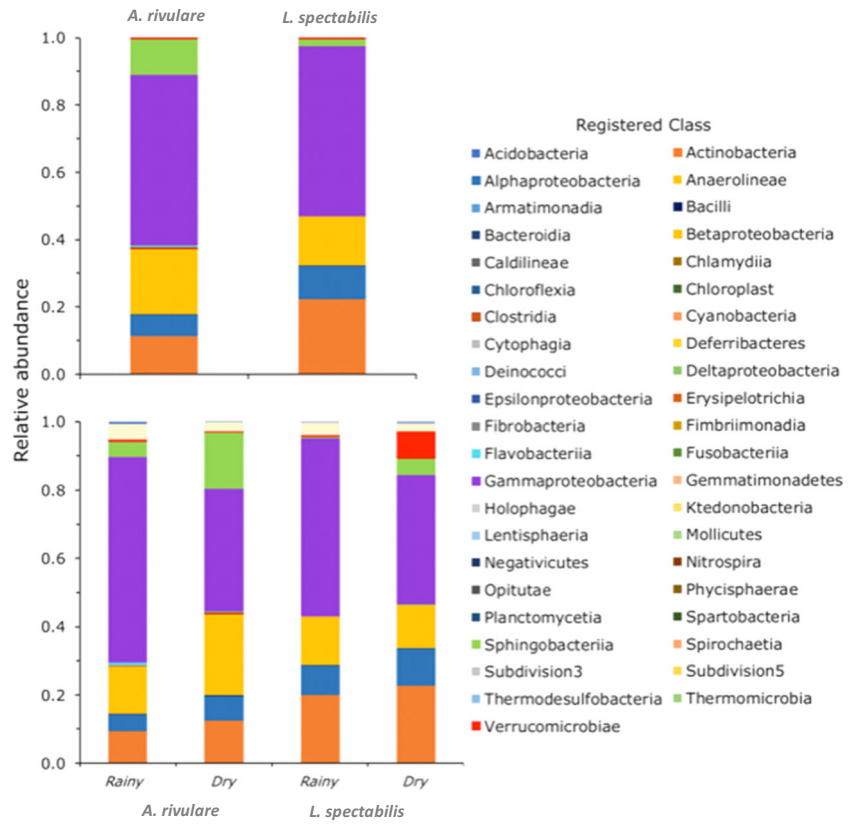 A. rivulare L. spectabilis
1.0
0.8
0.6
0.4
0.2
0.0
Relative abundance
1.0
0.8
0.6
0.4
0.2
0.0
Rainy Dry Rainy Dry
A. rivulare L. spectabilis
Registered Class
Acidobacteria Actinobacteria
Alphaproteobacteria Anaerolineae
Armatimonadia Bacilli
Bacteroidia Betaproteobacteria
Caldilineae Chlamydiia
Chloroflexia Chloroplast
Clostridia Cyanobacteria
Cytophagia Deferribacteres
Deinococci Deltaproteobacteria
Epsilonproteobacteria Erysipelotrichia
Fibrobacteria Fimbriimonadia
Flavobacteriia Fusobacteriia
Gammaproteobacteria Gemmatimonadetes
Holophagae Ktedonobacteria
Lentisphaeria Mollicutes
Negativicutes Nitrospira
Opitutae Phycisphaerae
Planctomycetia Spartobacteria
Sphingobacteriia Spirochaetia
Subdivision3 Subdivision5
Thermodesulfobacteria Thermomicrobia
Verrucomicrobiae